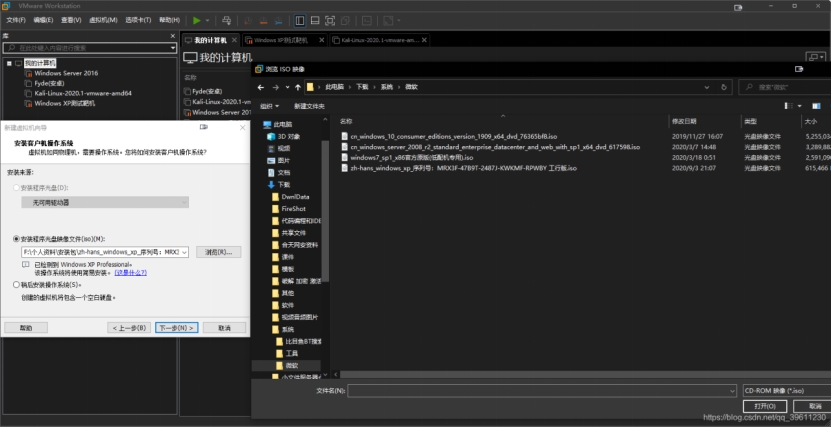 VMware Workstation
文件(F) 编辑(E) 查看(V) 虚拟机(M) 选项卡(T) 帮助(H)
库
在此处键入内容进行搜索
我的计算机
Windows Server 2016
Fyde(安卓)
Kali-Linux-2020.1-vmware-amd64
Windows XP测试靶机
我的计算机 Windows XP测试靶机 Kali-Linux-2020.1-vmware-am...
我的计算机
名称
Fyde(安卓)
Kali-Linux-2020.1-vm
Windows Server 201
新建虚拟机向导
安装客户机操作系统
虚拟机如同物理机，需要操作系统。您将如何安装客户机操作系统?
安装来源:
安装程序光盘(D):
无可用驱动器
安装程序光盘映像文件(iso)(M):
F:\个人资料\安装包\zh-hans_windows_xp_序列号：MRX3 浏览(R)...
已检测到 Windows XP Professional。
该操作系统将使用简易安装。(这是什么?)
稍后安装操作系统(S)。
创建的虚拟机将包含一个空白硬盘。
帮助 < 上一步(B) 下一步(N) > 取消
浏览 ISO 映像
此电脑 › 下载 › 系统 › 微软
搜索"微软"
组织 新建文件夹
此电脑
3D 对象
视频
图片
文档
下载
DwnlData
FireShot
代码编程和IDE
共享文件
合天网安资料
课件
模板
破解 加密 激活
其他
软件
视频音频图片
系统
比目鱼BT搜索
工具
微软
名称 修改日期 类型 大小
cn_windows_10_consumer_editions_version_1909_x64_dvd_76365bf8.iso 2019/11/27 16:07 光盘映像文件 5,255,034
cn_windows_server_2008_r2_standard_enterprise_datacenter_and_web_with_sp1_x64_dvd_617598.iso 2020/3/7 14:48 光盘映像文件 3,289,882
windows7_sp1_x86官方原版(低配机专用).iso 2020/3/18 0:51 光盘映像文件 2,591,090
zh-hans_windows_xp_序列号：MRX3F-47B9T-2487J-KWKMF-RPWBY 工行版.iso 2020/9/3 21:07 光盘映像文件 615,466
文件名(N):
CD-ROM 映像 (*.iso)
打开(O) 取消
https://blog.csdn.net/qq_39611230